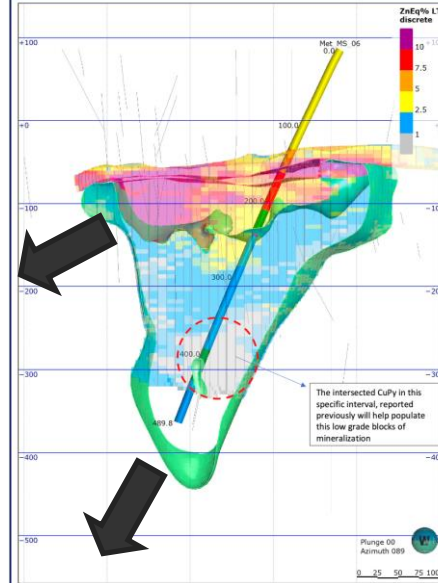 ZnEq% LT
discrete
10
7.5
5
2.5
1
Met_MS_06
0.0
+100
+0
-100
-200
-300
-400
-500
100.0
200.0
300.0
400.0
489.8
The intersected CuPy in this
specific interval, reported
previously will help populate
this low grade blocks of
mineralization
Plunge 00
Azimuth 089
0 25 50 75 100